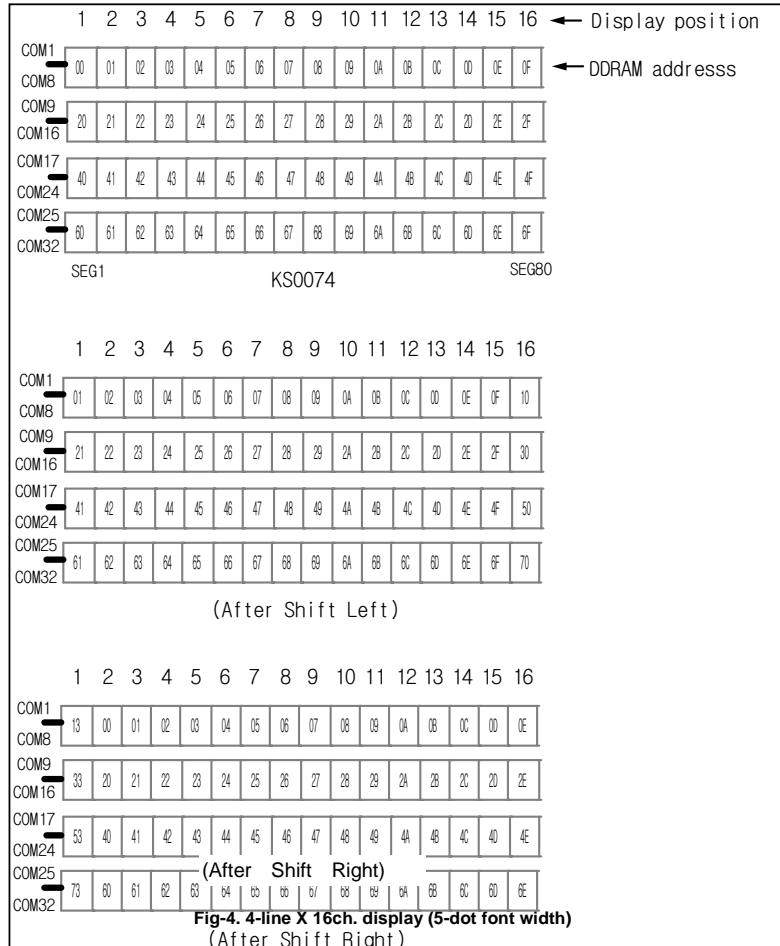 1 2 3 4 5 6 7 8 9 10 11 12 13 14 15 16 ← Display position
COM1
00 01 02 03 04 05 06 07 08 09 0A 0B 0C 0D 0E 0F ← DDRAM addresss
COM8
COM9
20 21 22 23 24 25 26 27 28 29 2A 2B 2C 2D 2E 2F
COM16
COM17
40 41 42 43 44 45 46 47 48 49 4A 4B 4C 4D 4E 4F
COM24
COM25
60 61 62 63 64 65 66 67 68 69 6A 6B 6C 6D 6E 6F
COM32
SEG1 KS0074 SEG80
1 2 3 4 5 6 7 8 9 10 11 12 13 14 15 16
COM1
01 02 03 04 05 06 07 08 09 0A 0B 0C 0D 0E 0F 10
COM8
COM9
21 22 23 24 25 26 27 28 29 2A 2B 2C 2D 2E 2F 30
COM16
COM17
41 42 43 44 45 46 47 48 49 4A 4B 4C 4D 4E 4F 50
COM24
COM25
61 62 63 64 65 66 67 68 69 6A 6B 6C 6D 6E 6F 70
COM32
(After Shift Left)
1 2 3 4 5 6 7 8 9 10 11 12 13 14 15 16
COM1
13 00 01 02 03 04 05 06 07 08 09 0A 0B 0C 0D 0E
COM8
COM9
33 20 21 22 23 24 25 26 27 28 29 2A 2B 2C 2D 2E
COM16
COM17
53 40 41 42 43 44 45 46 47 48 49 4A 4B 4C 4D 4E
COM24
(After Shift Right)
COM25
73 60 61 62 63 64 65 66 67 68 69 6A 6B 6C 6D 6E
COM32
Fig-4. 4-line X 16ch. display (5-dot font width)
(After Shift Right)